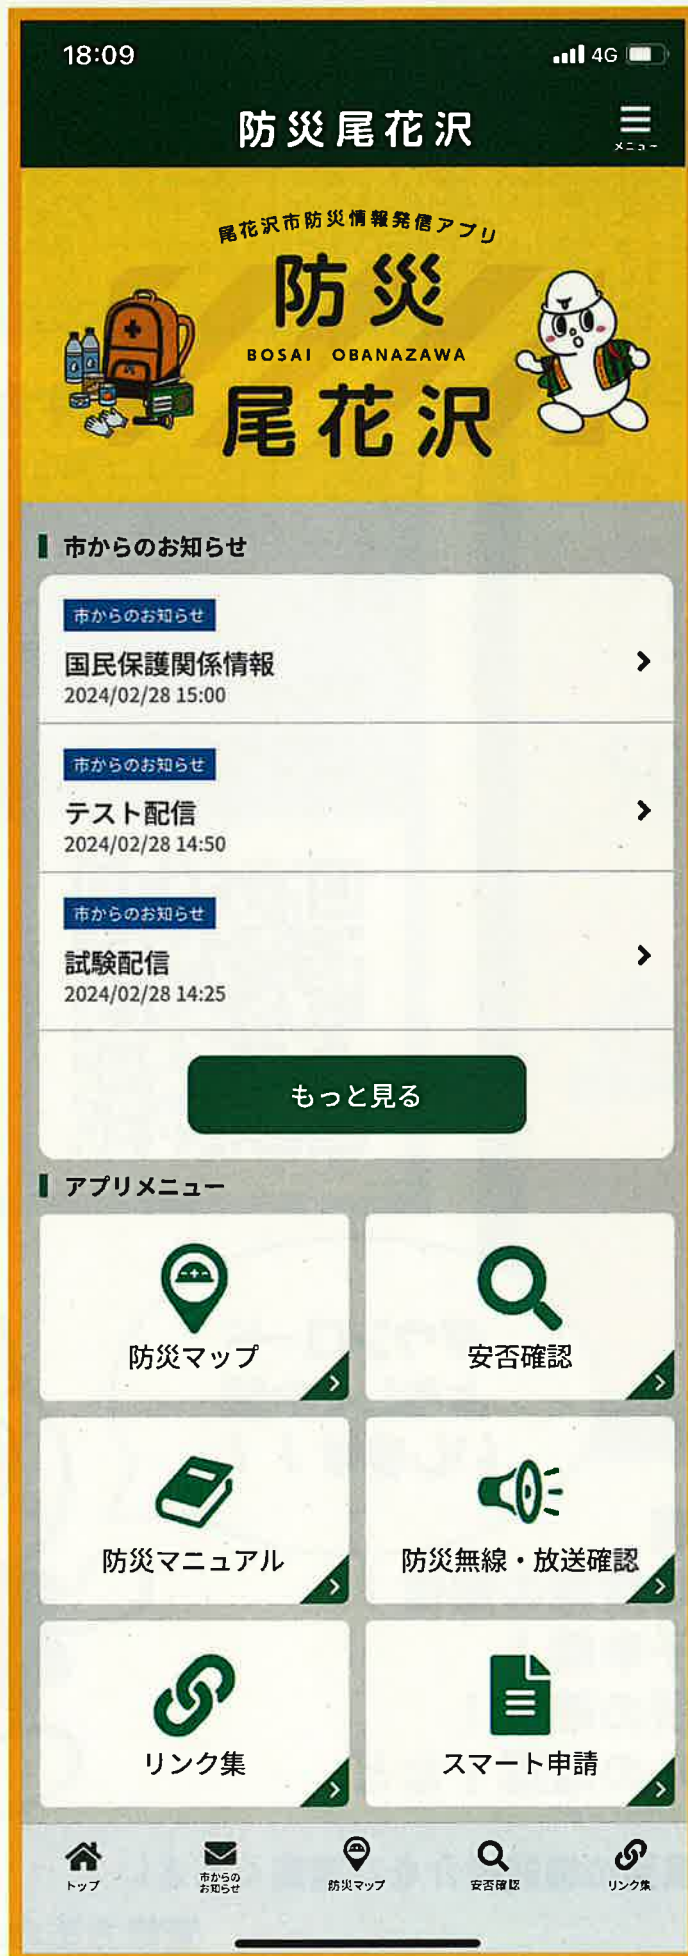 18:09
4G
防災尾花沢
メニュー
尾花沢市防災情報発信アプリ
防災
BOSAI OBANAZAWA
尾花沢
市からのお知らせ
市からのお知らせ
国民保護関係情報
2024/02/28 15:00
市からのお知らせ
テスト配信
2024/02/28 14:50
市からのお知らせ
試験配信
2024/02/28 14:25
もっと見る
アプリメニュー
防災マップ
安否確認
防災マニュアル
防災無線・放送確認
リンク集
スマート申請
トップ
市からの
お知らせ
防災マップ
安否確認
リンク集